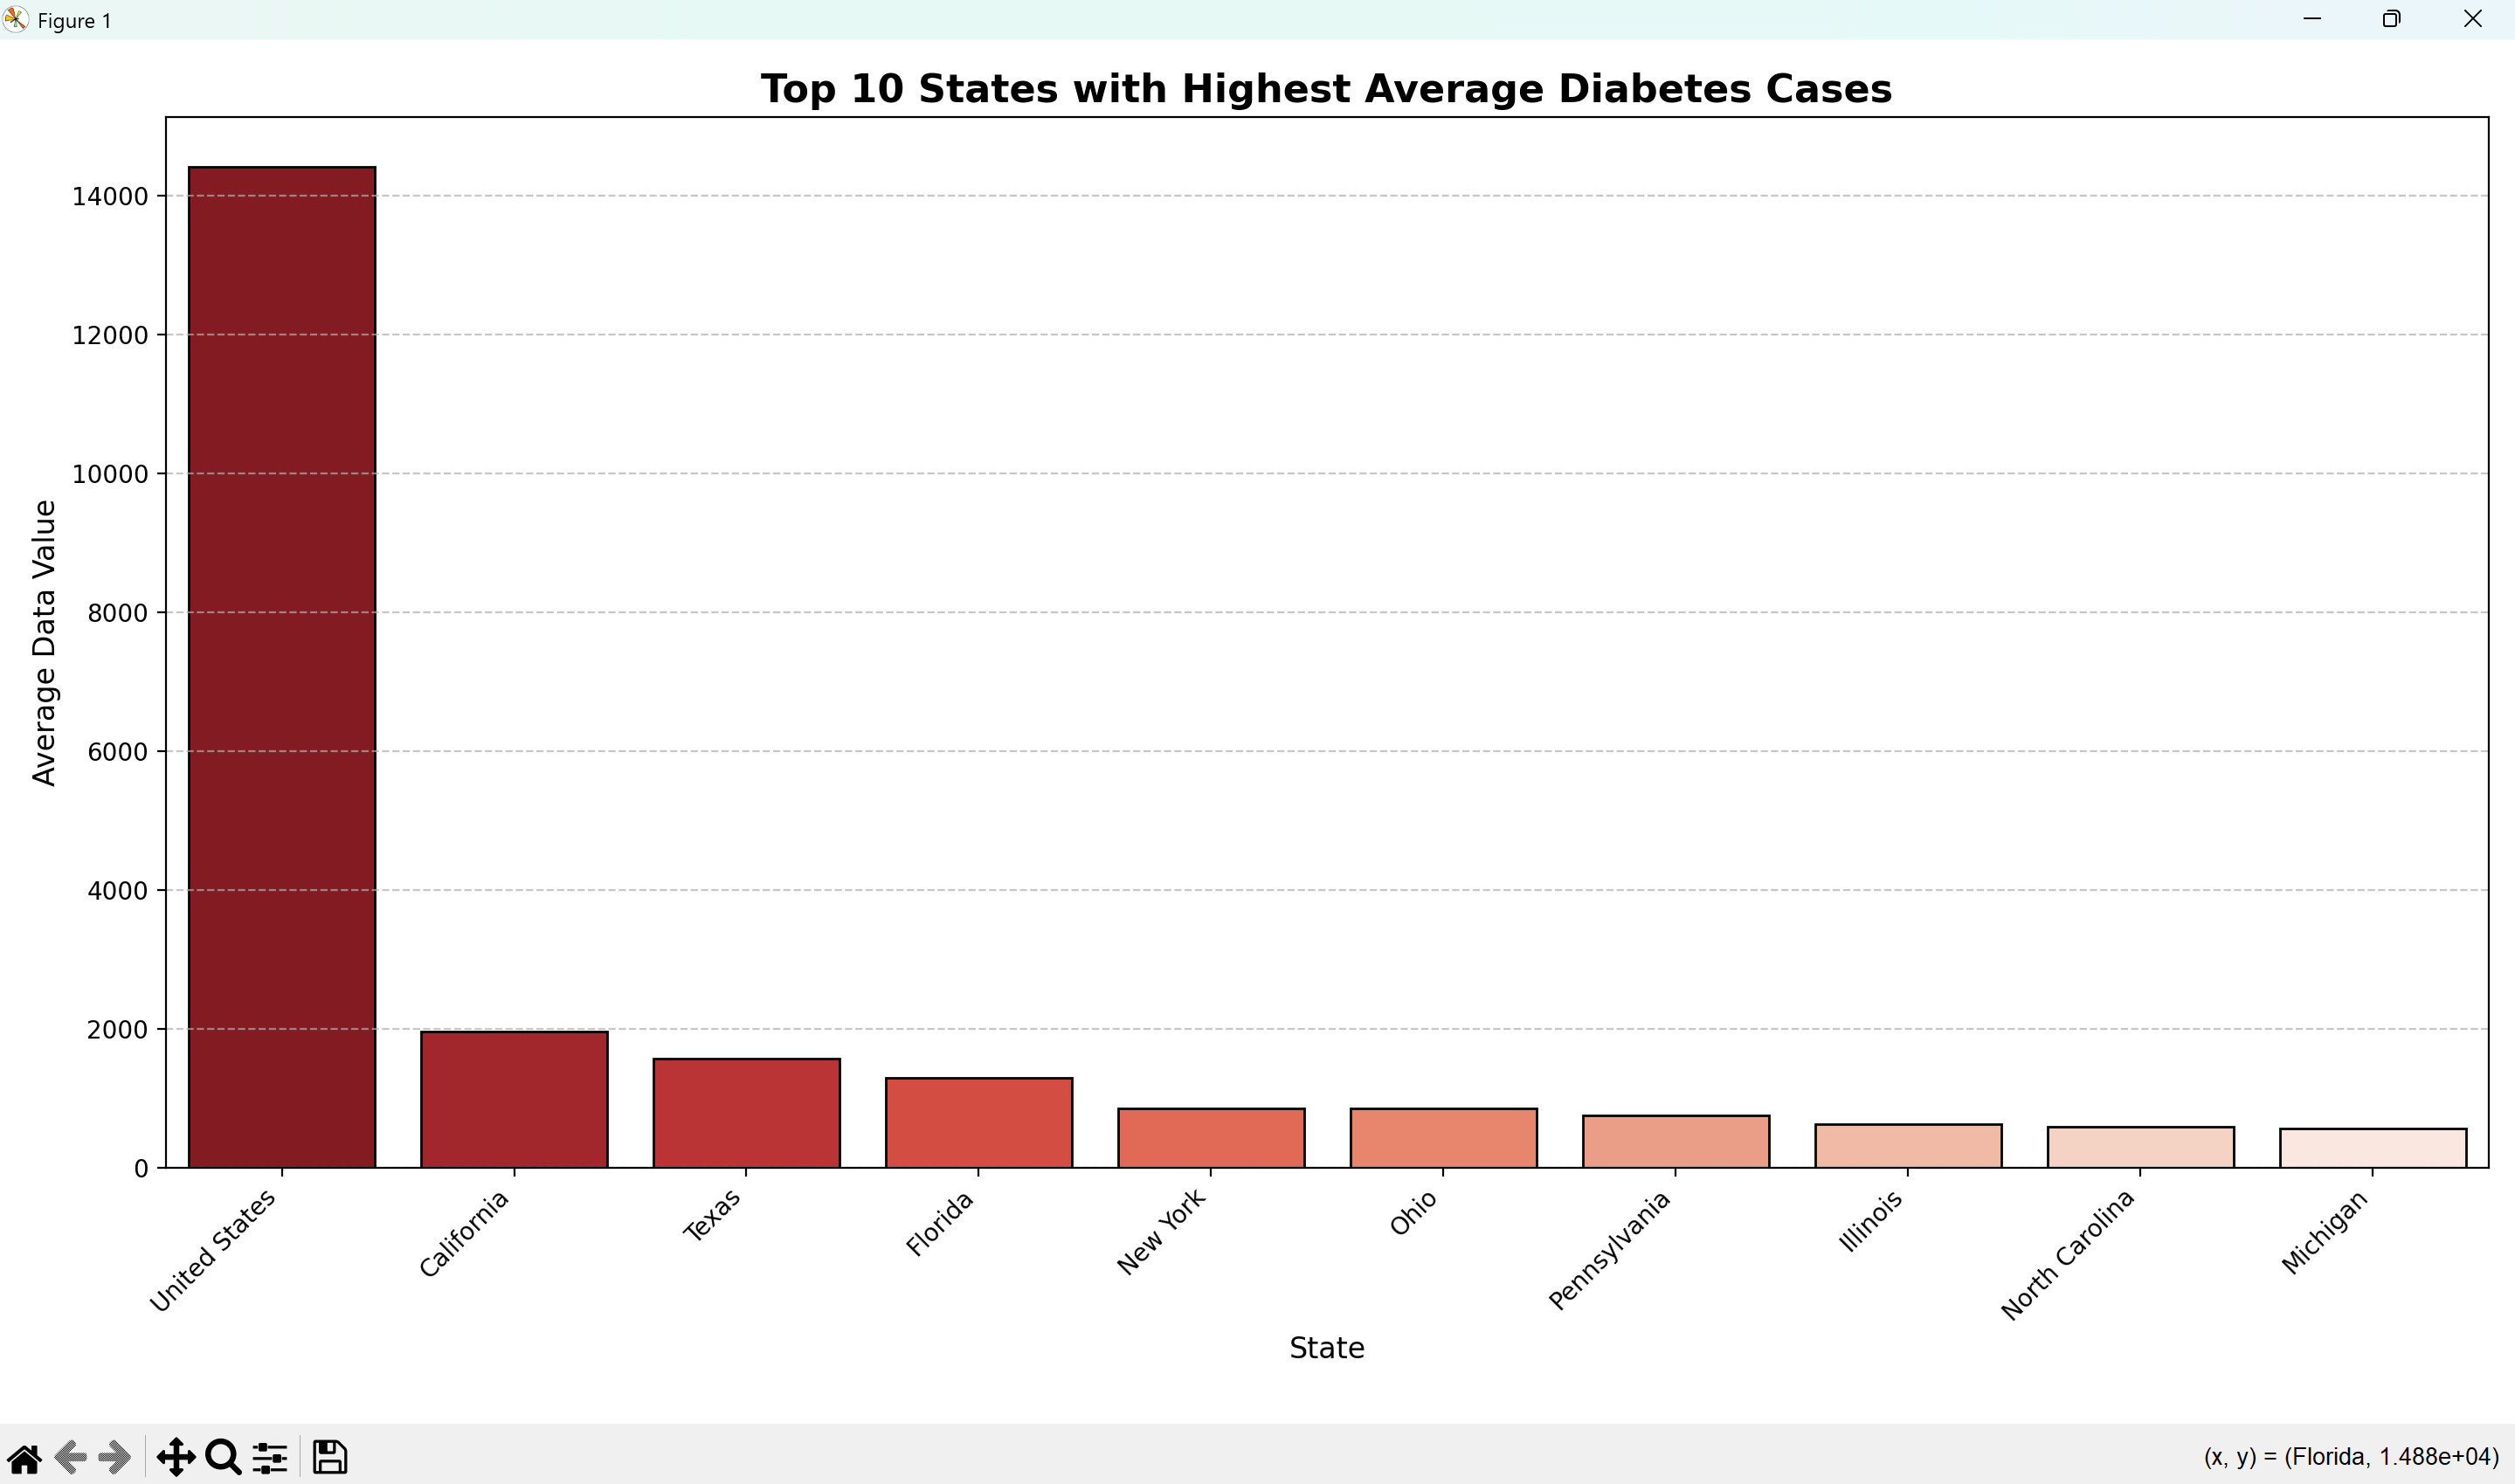 Figure 1
Top 10 States with Highest Average Diabetes Cases
Average Data Value
14000
12000
10000
8000
6000
4000
2000
0
United States
California
Texas
Florida
New York
Ohio
Pennsylvania
Illinois
North Carolina
Michigan
State
(x, y) = (Florida, 1.488e+04)